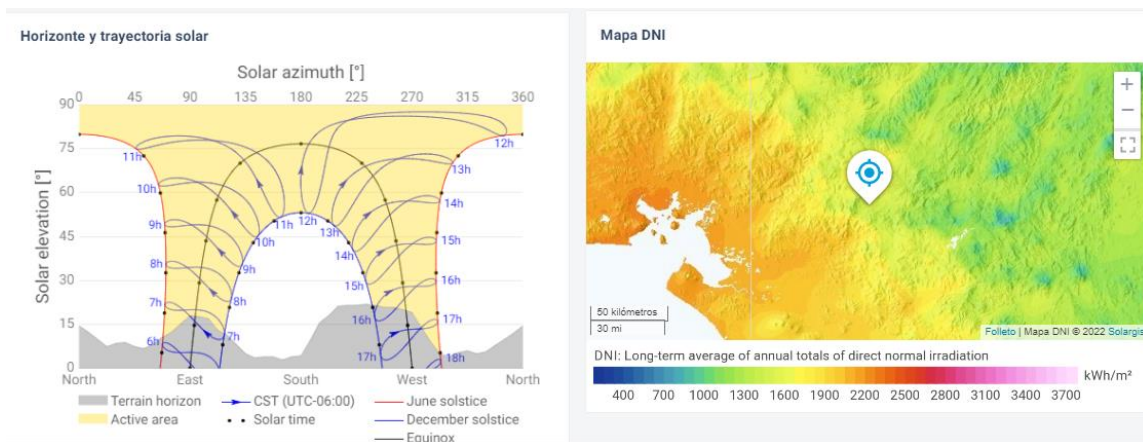 Horizonte y trayectoria solar
Solar azimuth [°]
0 45 90 135 180 225 270 315 360
Solar elevation [°]
90
75
60
45
30
15
0
11h
10h
9h
8h
7h
6h
12h
13h
14h
15h
16h
17h
18h
11h
12h
13h
10h
14h
9h
15h
8h
16h
7h
17h
North East South West North
Terrain horizon
Active area
CST (UTC-06:00)
Solar time
June solstice
December solstice
Equinox
Mapa DNI
+
−
50 kilómetros
30 mi
Folleto | Mapa DNI © 2022 Solargis
DNI: Long-term average of annual totals of direct normal irradiation
kWh/m²
400 700 1000 1300 1600 1900 2200 2500 2800 3100 3400 3700